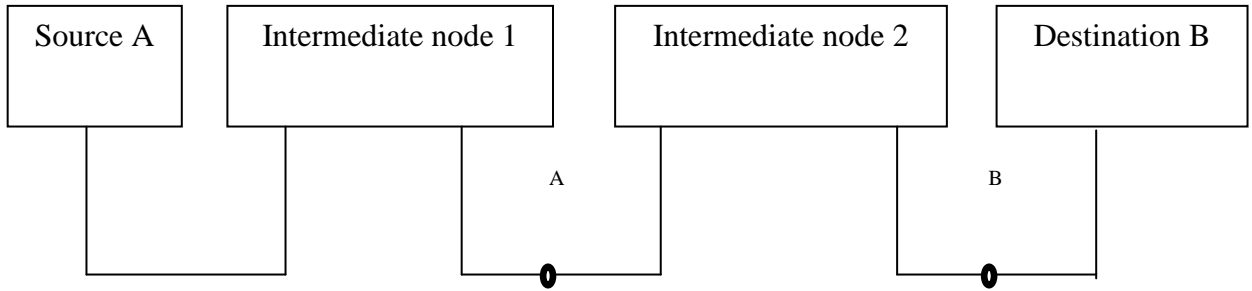 Source A
Intermediate node 1
Intermediate node 2
Destination B
A
B